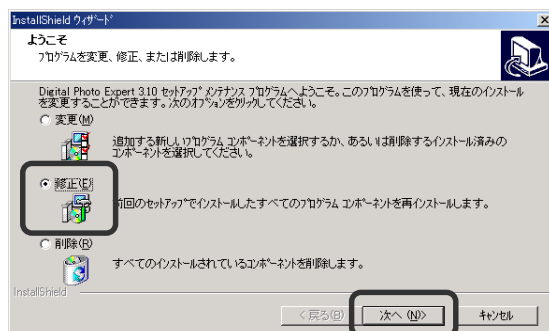 InstallShield ウィザード
ようこそ
プログラムを変更、修正、または削除します。
Digital Photo Expert 3.10 セットアップ メンテナンス プログラムへようこそ。このプログラムを使って、現在のインストール
を変更することができます。次のオプションをクリックしてください。
変更(M)
追加する新しいプログラム コンポーネントを選択するか、あるいは削除するインストール済みの
コンポーネントを選択してください。
修正(E)
前回のセットアップでインストールしたすべてのプログラム コンポーネントを再インストールします。
削除(R)
すべてのインストールされているコンポーネントを削除します。
InstallShield
< 戻る(B) 次へ (N)> キャンセル